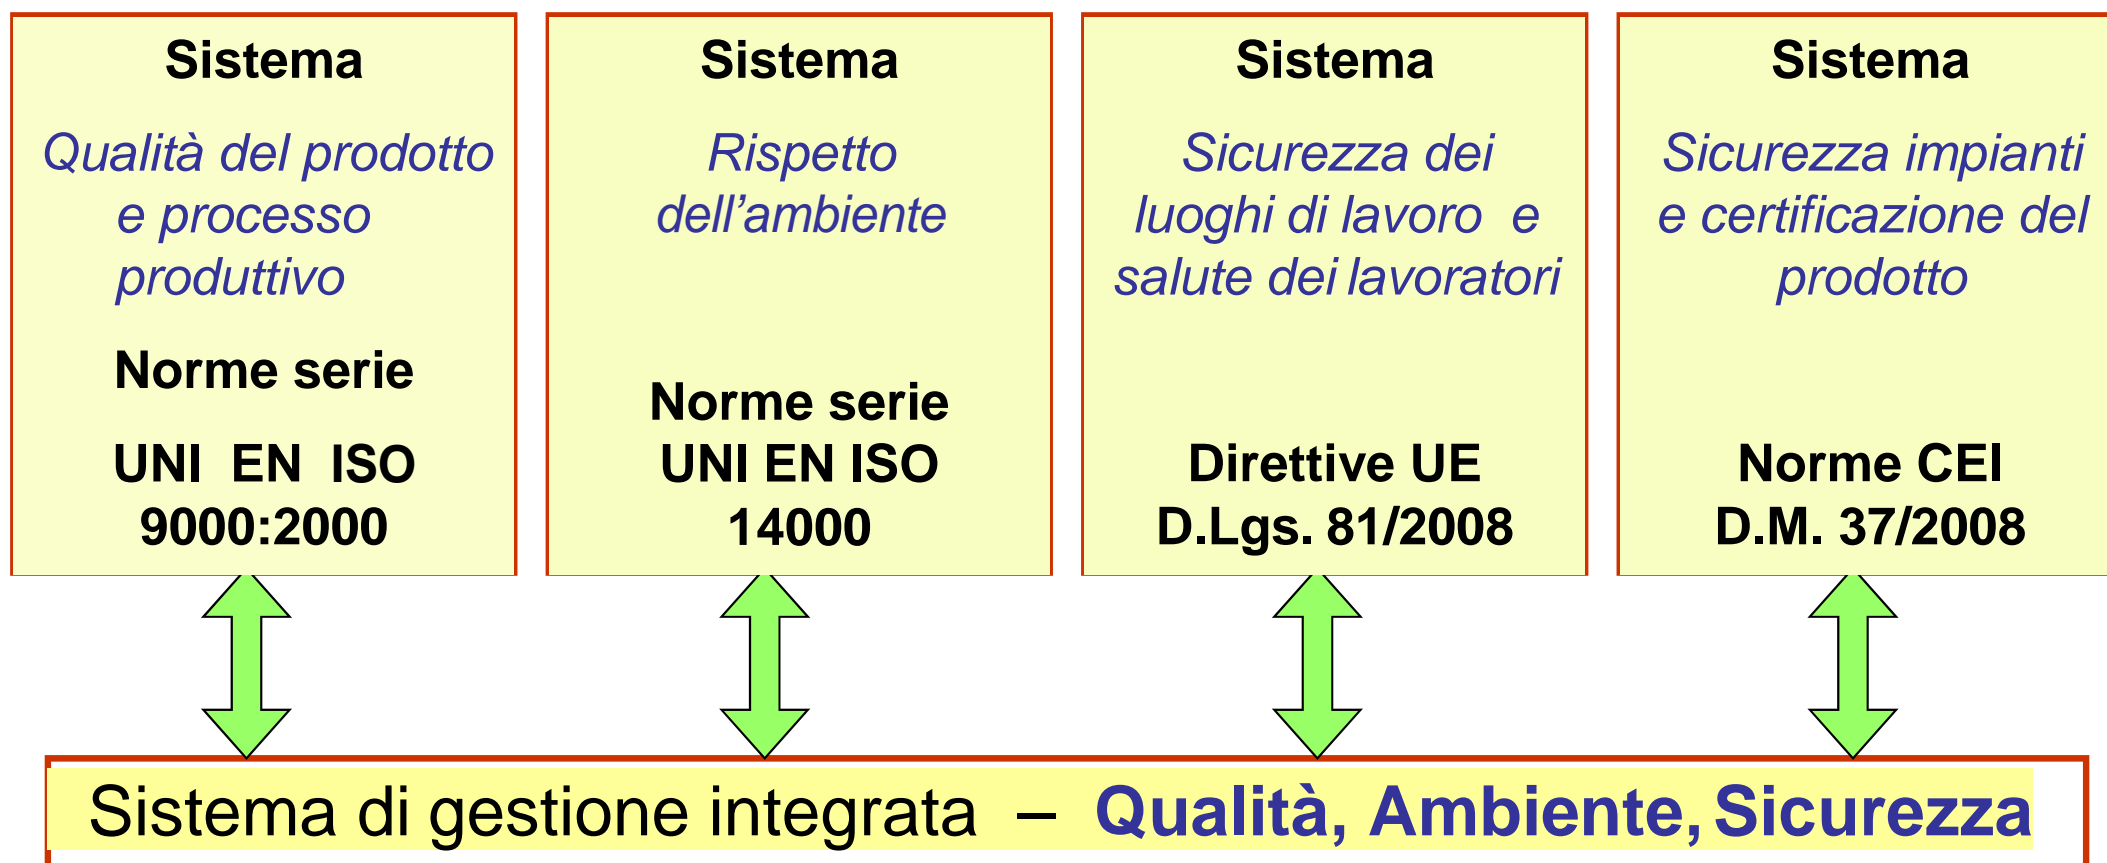 Sistema
Qualità del prodotto
e processo
produttivo
Norme serie
UNI EN ISO
9000:2000
Sistema
Rispetto
dell’ambiente
Norme serie
UNI EN ISO
14000
Sistema
Sicurezza dei
luoghi di lavoro e
salute dei lavoratori
Direttive UE
D.Lgs. 81/2008
Sistema
Sicurezza impianti
e certificazione del
prodotto
Norme CEI
D.M. 37/2008
Sistema di gestione integrata – Qualità, Ambiente, Sicurezza